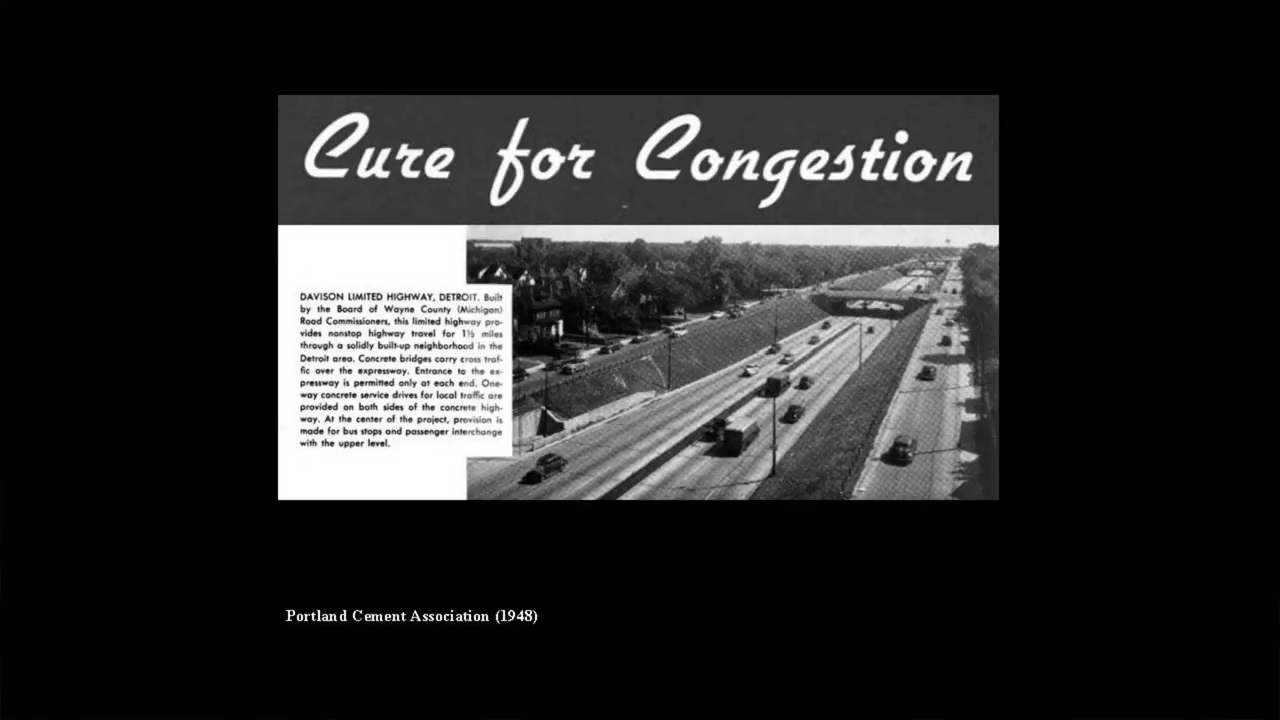 Cure for Congestion
DAVISON LIMITED HIGHWAY, DETROIT. Built
by the Board of Wayne County (Michigan)
Road Commissioners, this limited highway pro-
vides nonstop highway travel for 1½ miles
through a solidly built-up neighborhood in the
Detroit area. Concrete bridges carry cross traf-
fic over the expressway. Entrance to the ex-
pressway is permitted only at each end. One-
way concrete service drives for local traffic are
provided on both sides of the concrete high-
way. At the center of the project, provision is
made for bus stops and passenger interchange
with the upper level.
Portland Cement Association (1948)